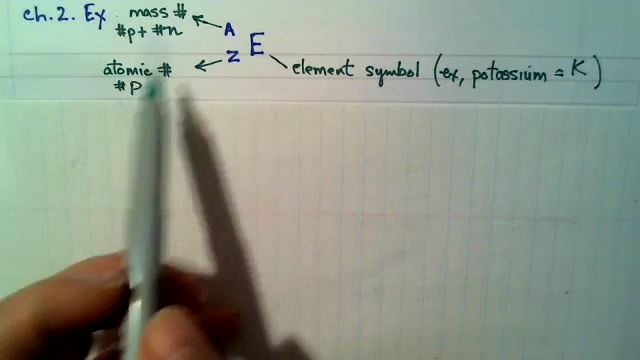 ch. 2. Ex. mass #
#p + #n
A
Z E
atomic #
#p
element symbol (ex, potassium = K)